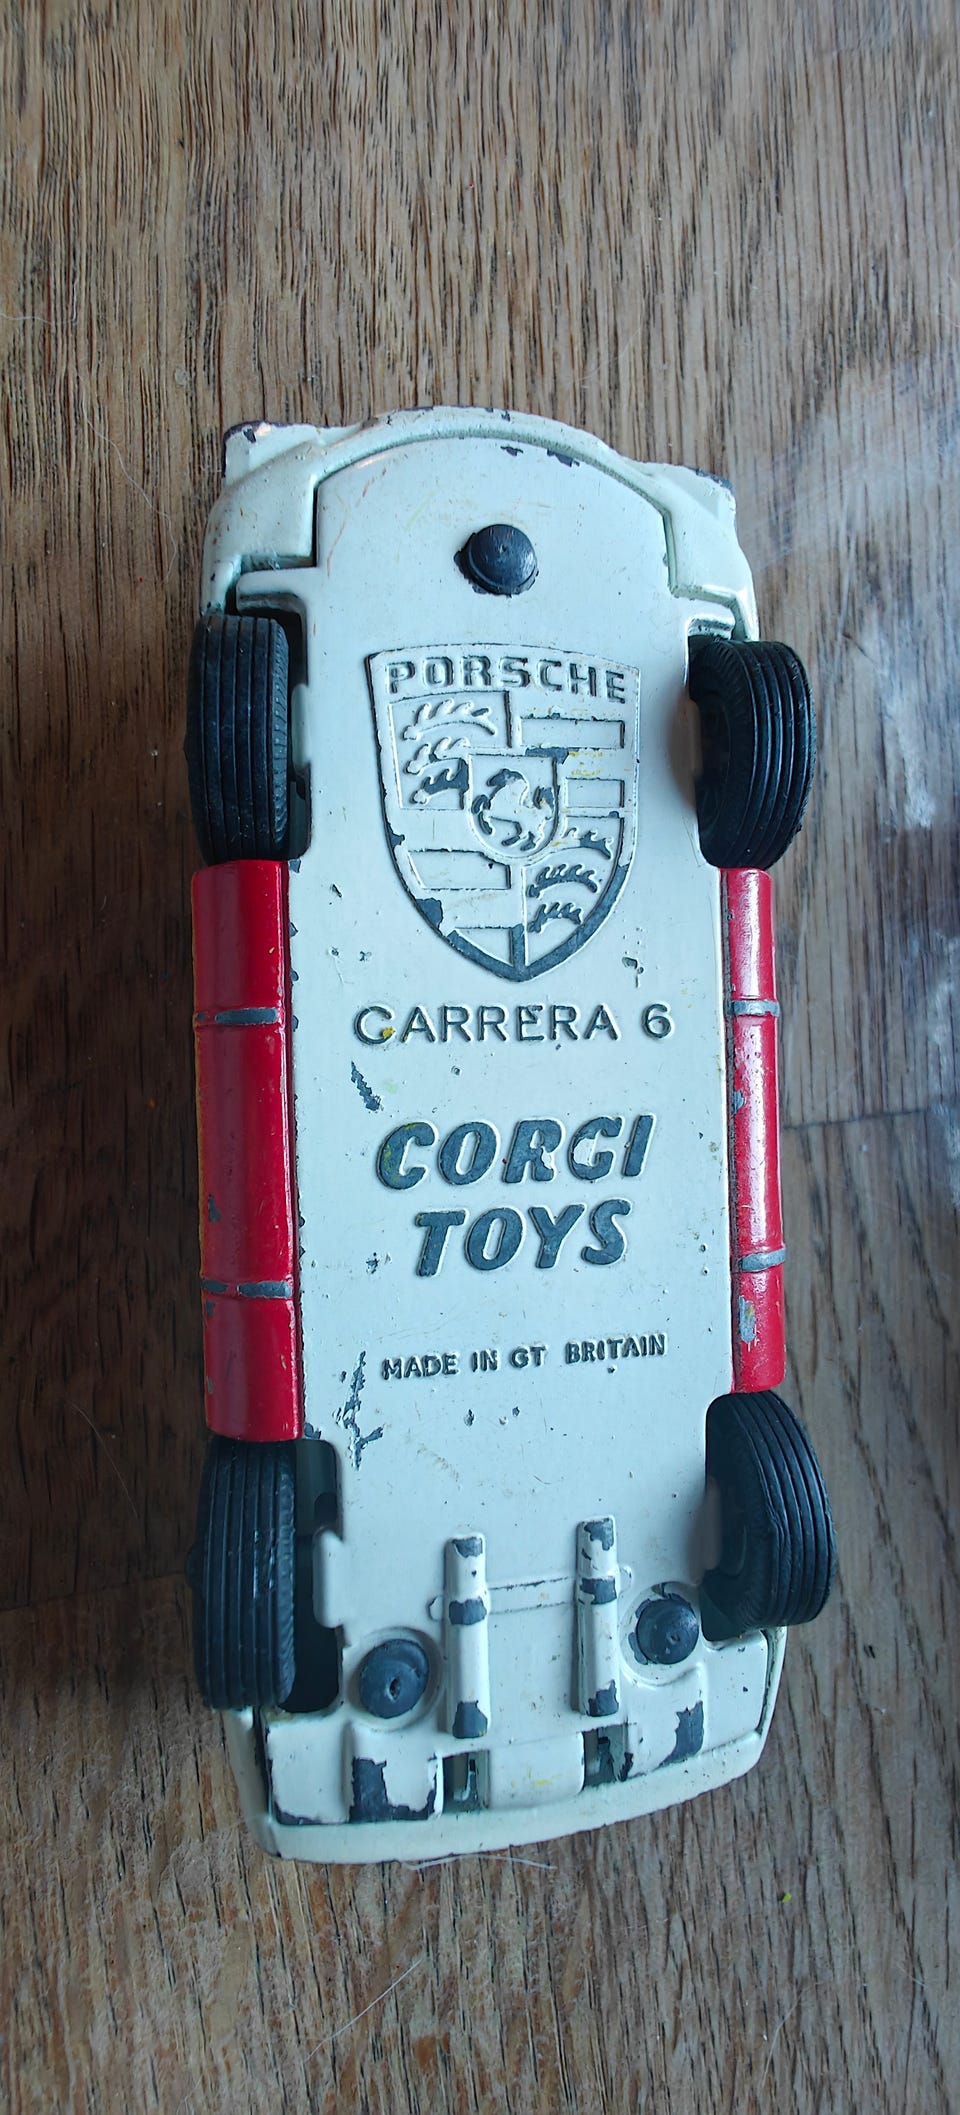 PORSCHE
CARRERA 6
CORGI
TOYS
MADE IN GT BRITAIN